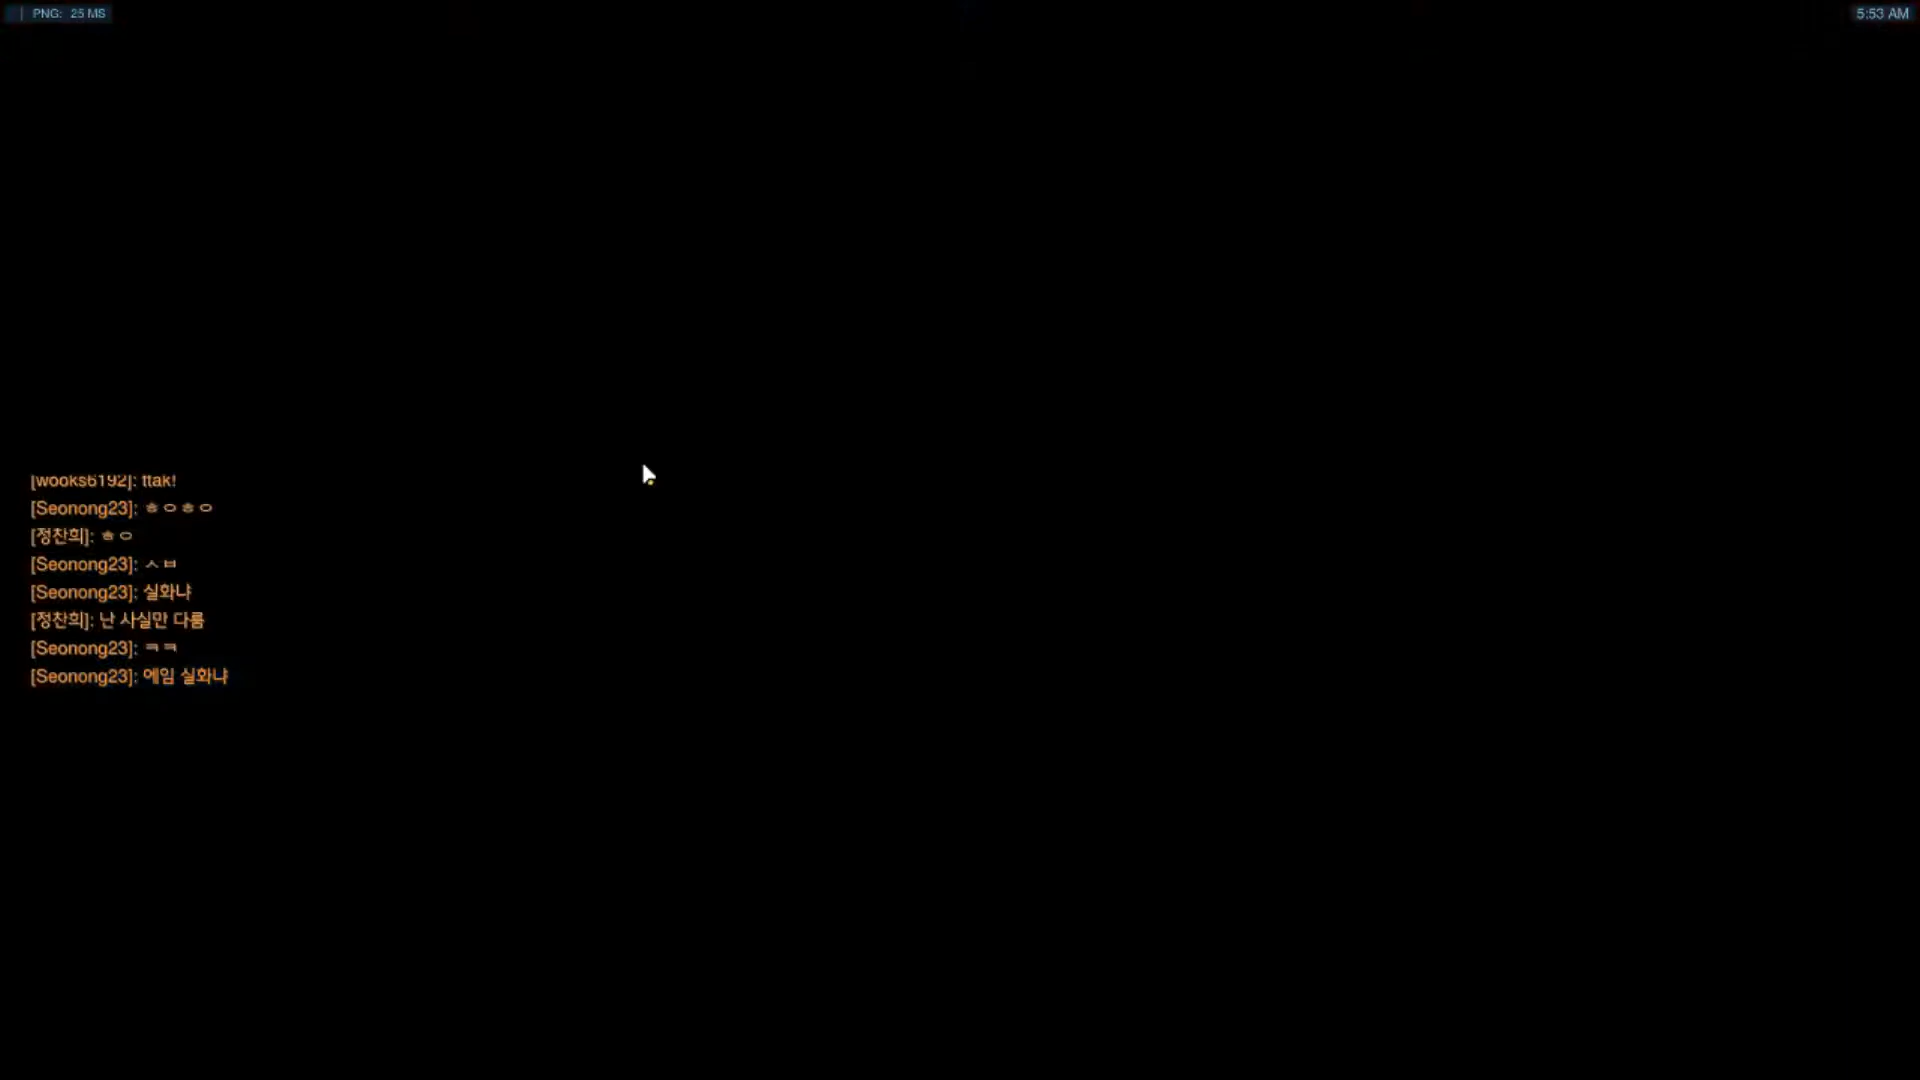 PNG: 25 MS
5:53 AM
[wooks6192]: ttak!
[Seonong23]: ㅎㅇㅎㅇ
[정찬희]: ㅎㅇ
[Seonong23]: ㅅㅂ
[Seonong23]: 실화냐
[정찬희]: 난 사실만 다룸
[Seonong23]: ㅋㅋ
[Seonong23]: 에임 실화냐